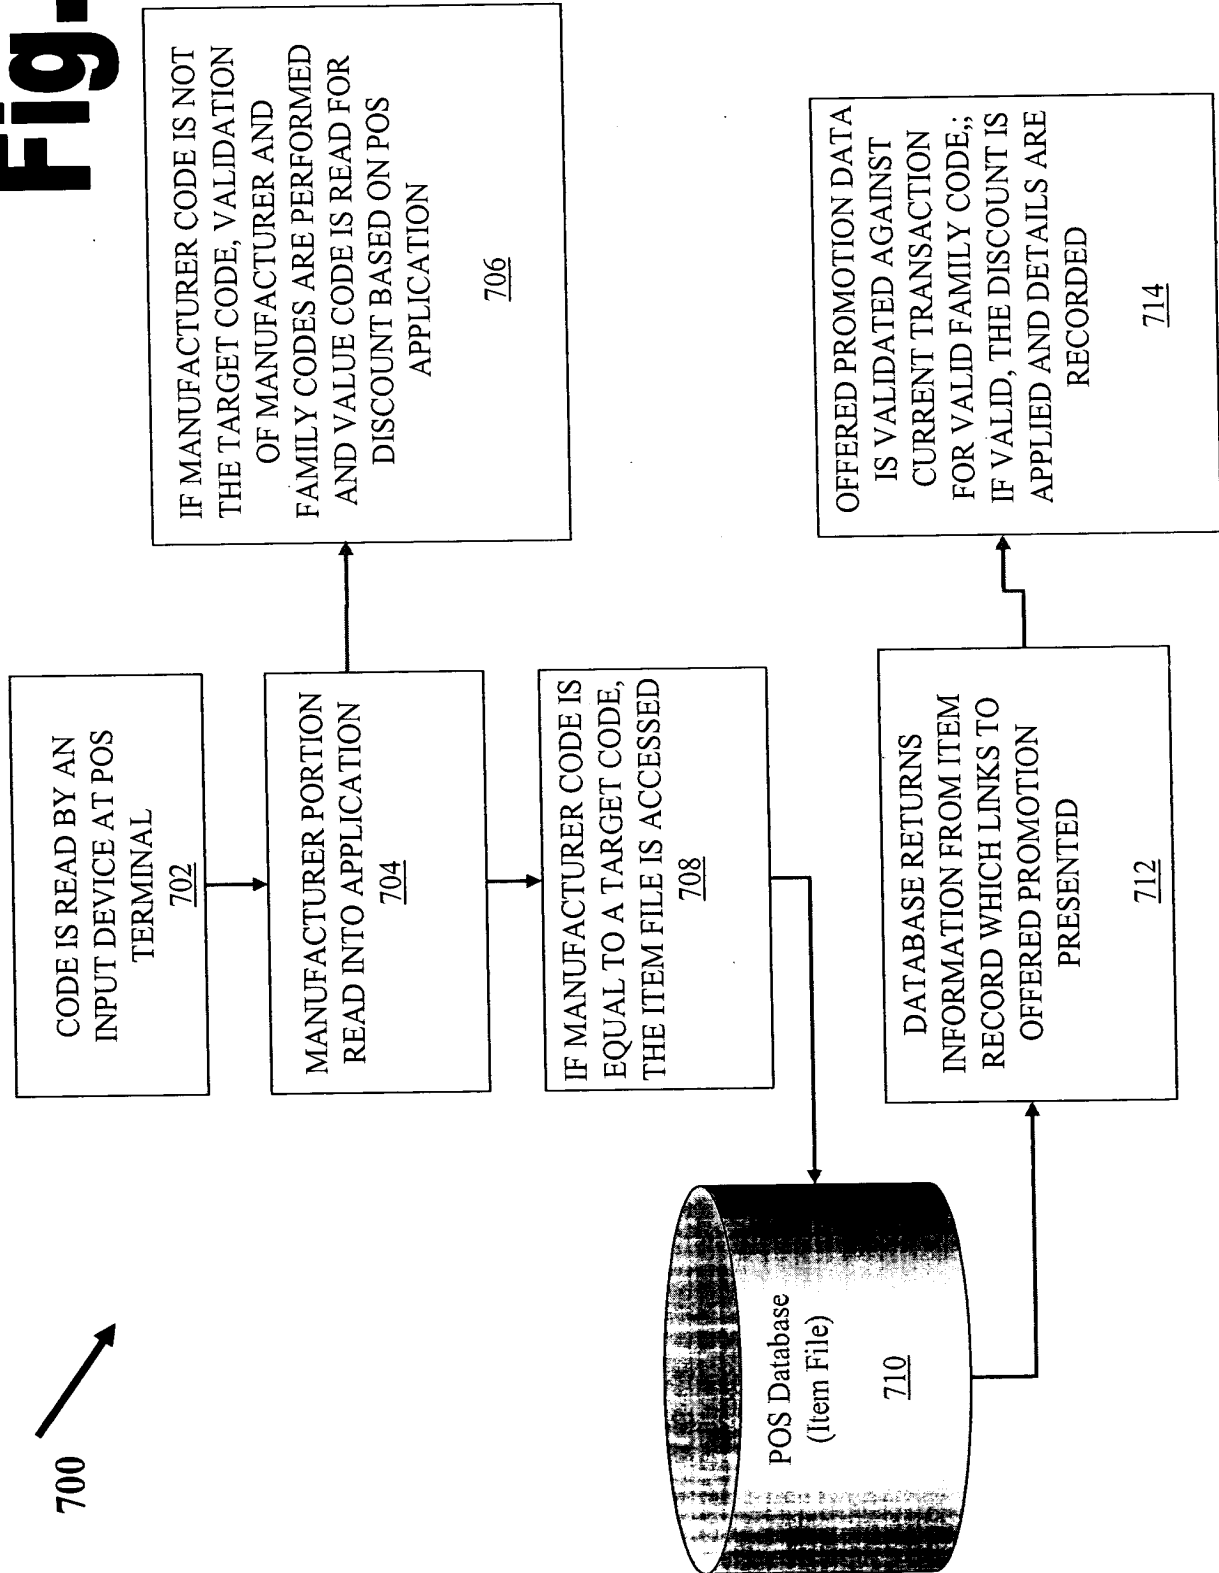 Fig-
700
CODE IS READ BY AN
INPUT DEVICE AT POS
TERMINAL
702
MANUFACTURER PORTION
READ INTO APPLICATION
704
IF MANUFACTURER CODE IS NOT
THE TARGET CODE, VALIDATION
OF MANUFACTURER AND
FAMILY CODES ARE PERFORMED
AND VALUE CODE IS READ FOR
DISCOUNT BASED ON POS
APPLICATION
706
IF MANUFACTURER CODE IS
EQUAL TO A TARGET CODE,
THE ITEM FILE IS ACCESSED
708
POS Database
(Item File)
710
DATABASE RETURNS
INFORMATION FROM ITEM
RECORD WHICH LINKS TO
OFFERED PROMOTION
PRESENTED
712
OFFERED PROMOTION DATA
IS VALIDATED AGAINST
CURRENT TRANSACTION
FOR VALID FAMILY CODE,;
IF VALID, THE DISCOUNT IS
APPLIED AND DETAILS ARE
RECORDED
714